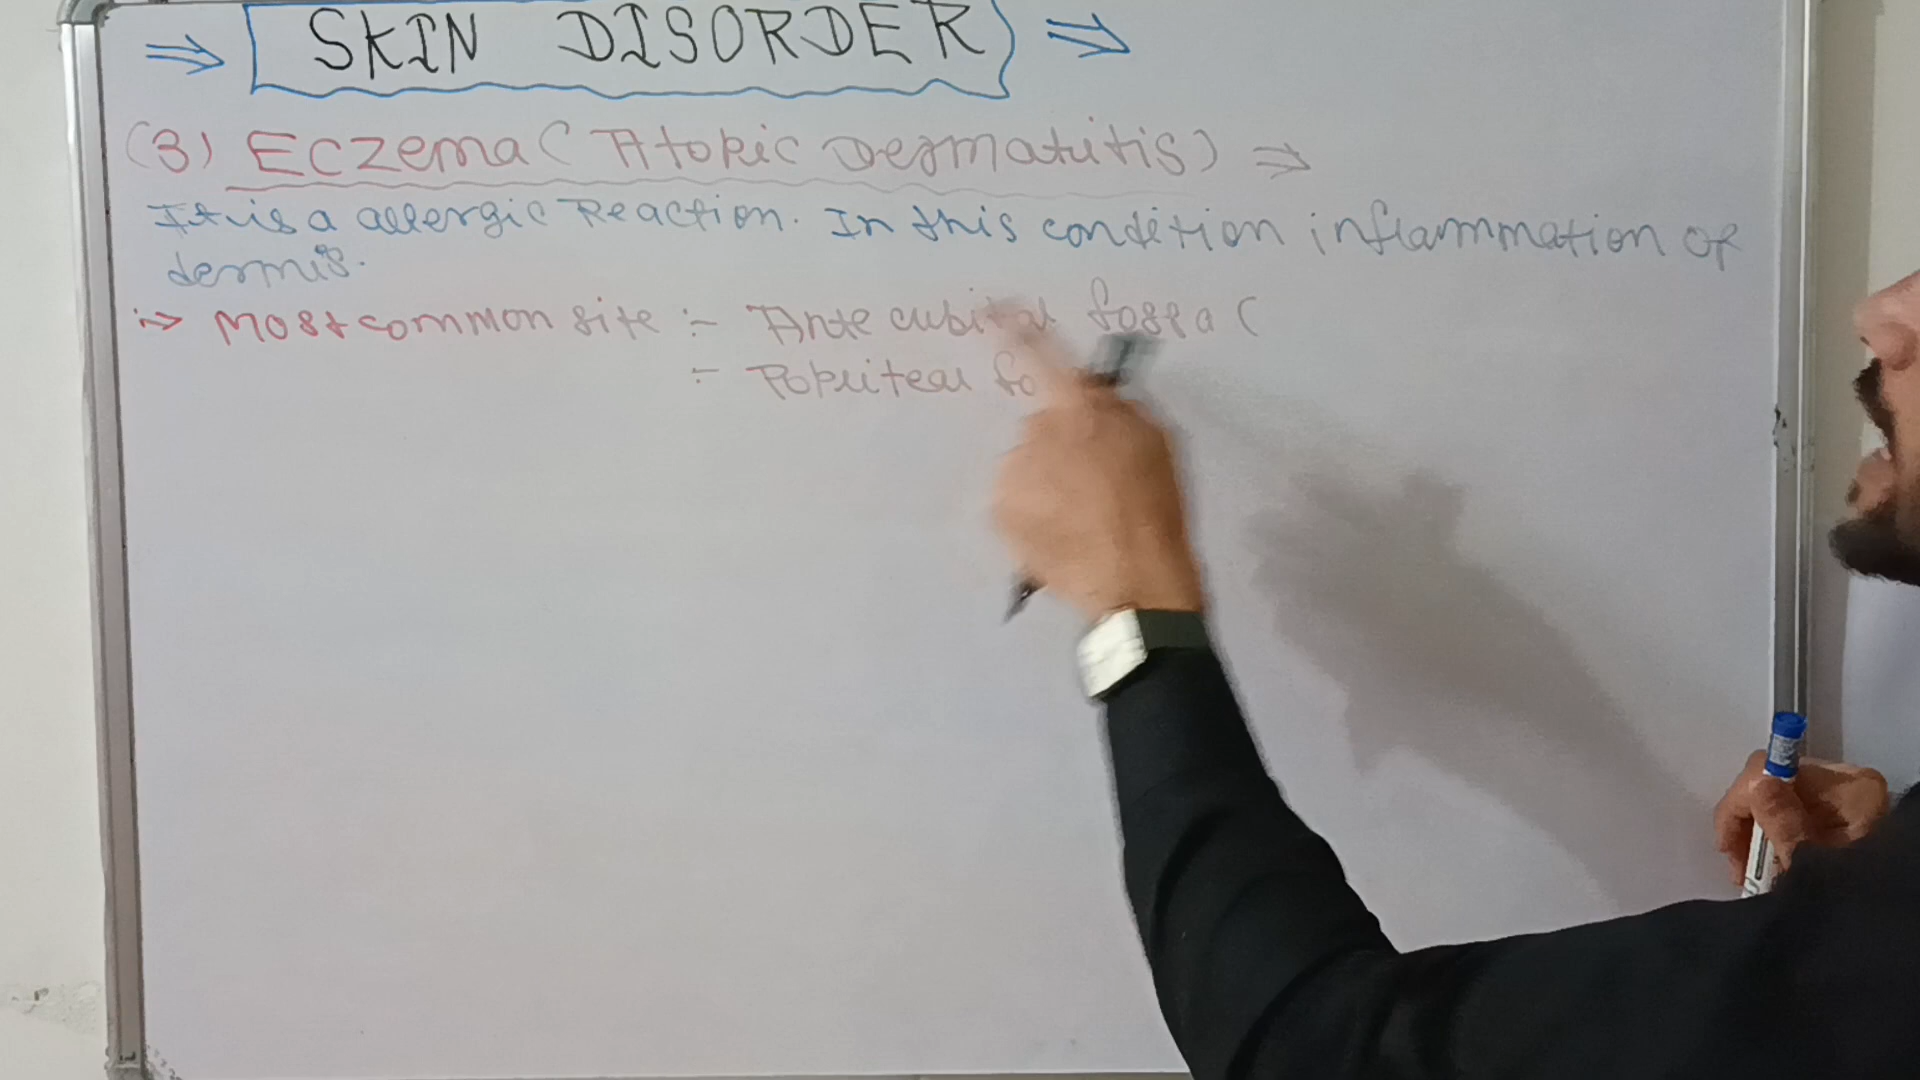 ⇒ SKIN DISORDER ⇒
(3) Eczema ( Atopic Dermatitis) ⇒
It is a allergic Reaction. In this condition inflammation of
dermis.
:→ Most common site :- Ante cubital fossa (
:- Popliteal